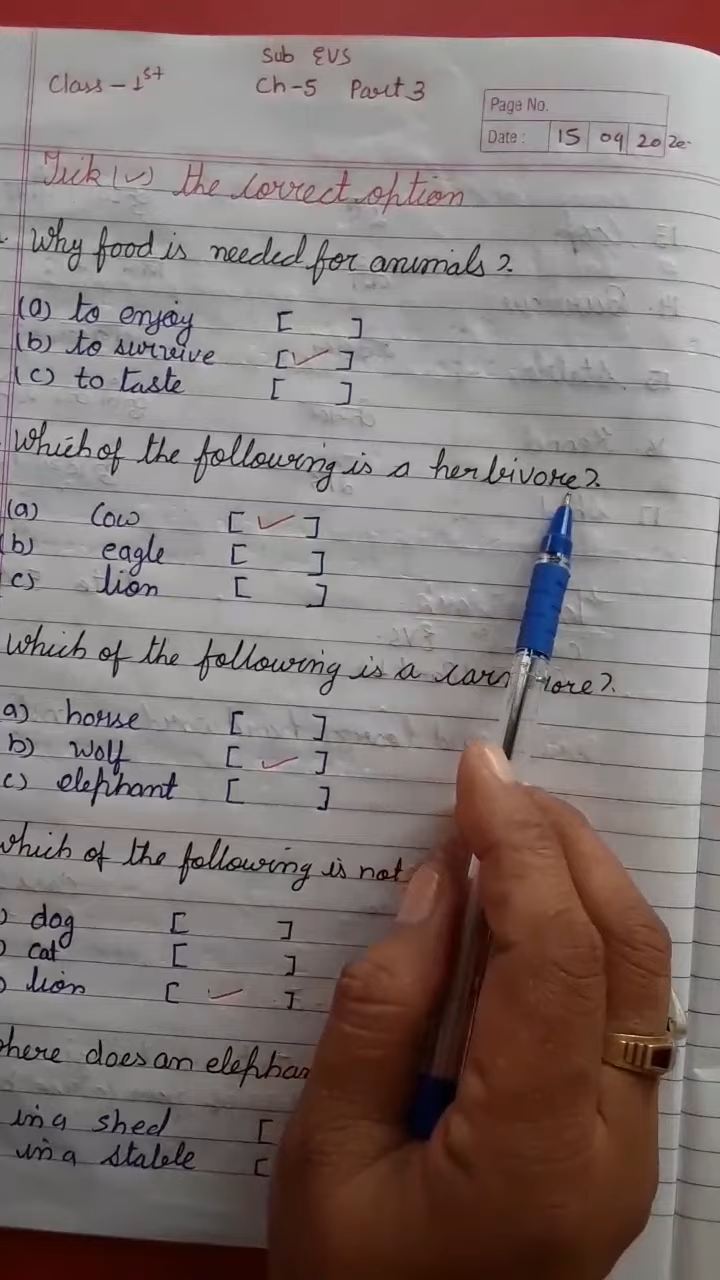 Sub EVS
Class - 1st
Ch-5 Part 3
Page No.
Date: 15 09 2020
Tick (✓) the correct option
Why food is needed for animals?
(a) to enjoy [ ]
(b) to survive [✓]
(c) to taste [ ]
Which of the following is a herbivore?
(a) Cow [✓]
b) eagle [ ]
c) lion [ ]
Which of the following is a carn ore?
a) horse [ ]
b) wolf [✓]
c) elephant [ ]
which of the following is not
) dog [ ]
) cat [ ]
) lion [✓]
here does an elephan
in a shed [
in a stable [